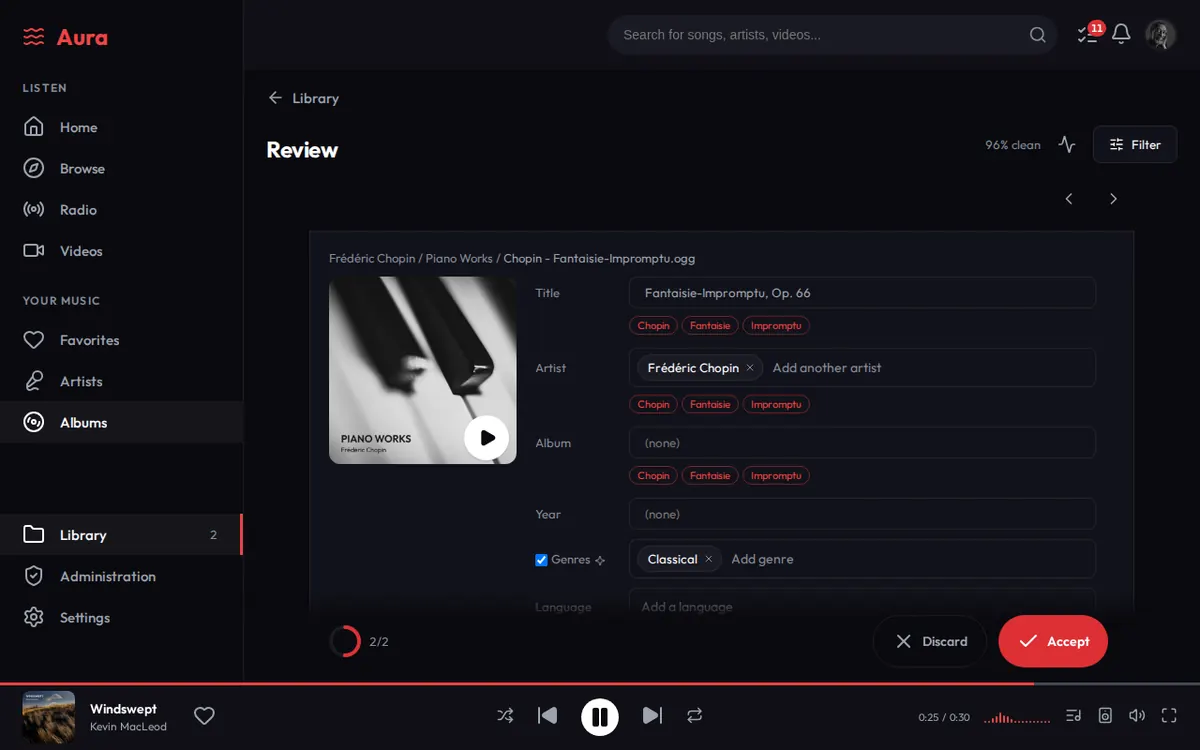 Aura
Search for songs, artists, videos...
11
LISTEN
Home
Browse
Radio
Videos
YOUR MUSIC
Favorites
Artists
Albums
Library 2
Administration
Settings
Library
Review
96% clean
Filter
Frédéric Chopin / Piano Works / Chopin - Fantaisie-Impromptu.ogg
PIANO WORKS
Frédéric Chopin
Title Fantaisie-Impromptu, Op. 66
Chopin Fantaisie Impromptu
Artist Frédéric Chopin × Add another artist
Chopin Fantaisie Impromptu
Album (none)
Chopin Fantaisie Impromptu
Year (none)
Genres Classical × Add genre
Language Add a language
2/2
Discard
Accept
WINDSWEPT
Windswept
Kevin MacLeod
0:25 / 0:30